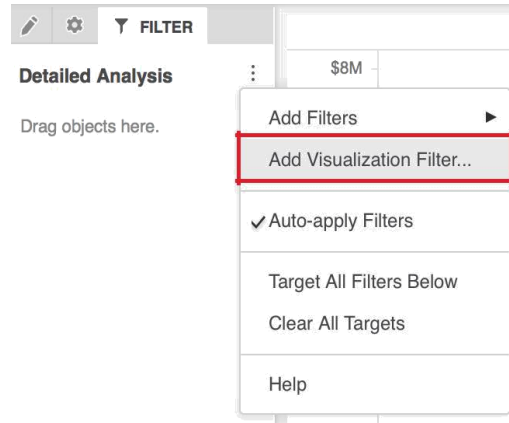 FILTER
Detailed Analysis
$8M
Drag objects here.
Add Filters
Add Visualization Filter...
Auto-apply Filters
Target All Filters Below
Clear All Targets
Help